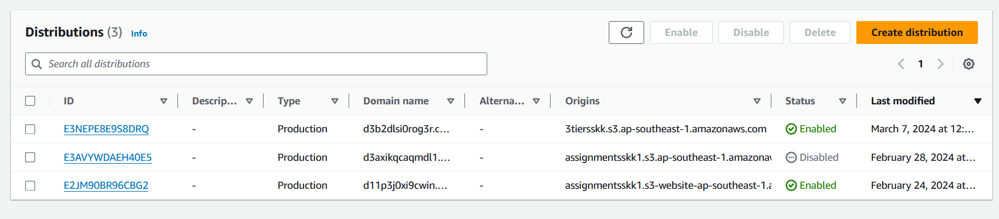 Distributions (3) Info Enable Disable Delete Create distribution
Search all distributions 1
ID Descrip... Type Domain name Alterna... Origins Status Last modified
E3NEPE8E9S8DRQ - Production d3b2dlsi0rog3r.c... - 3tiersskk.s3.ap-southeast-1.amazonaws.com Enabled March 7, 2024 at 12:...
E3AVYWDAEH40E5 - Production d3axikqcaqmdl1.... - assignmentsskk1.s3.ap-southeast-1.amazonav Disabled February 28, 2024 at...
E2JM90BR96CBG2 - Production d11p3j0xi9cwin.... - assignmentsskk1.s3-website-ap-southeast-1.a Enabled February 24, 2024 at...